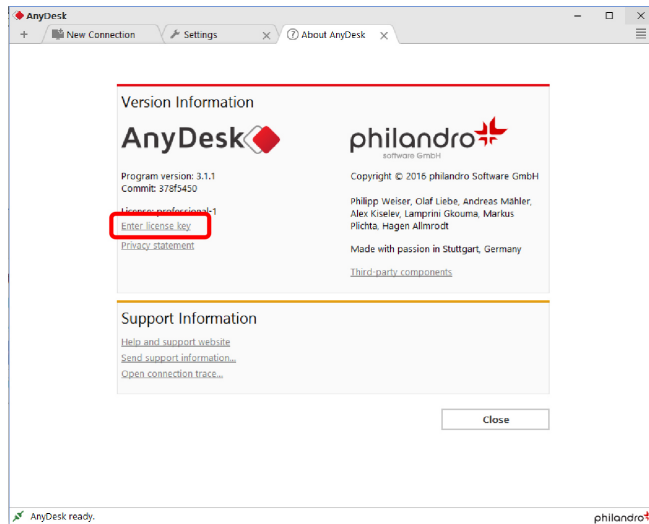 AnyDesk
New Connection
Settings
About AnyDesk
Version Information
AnyDesk
philandro
software GmbH
Program version: 3.1.1
Commit: 378f5450
License: professional-1
Enter license key
Privacy statement
Copyright © 2016 philandro Software GmbH
Philipp Weiser, Olaf Liebe, Andreas Mähler,
Alex Kiselev, Lamprini Gkouma, Markus
Plichta, Hagen Allmrodt
Made with passion in Stuttgart, Germany
Third-party components
Support Information
Help and support website
Send support information...
Open connection trace...
Close
AnyDesk ready.
philandro